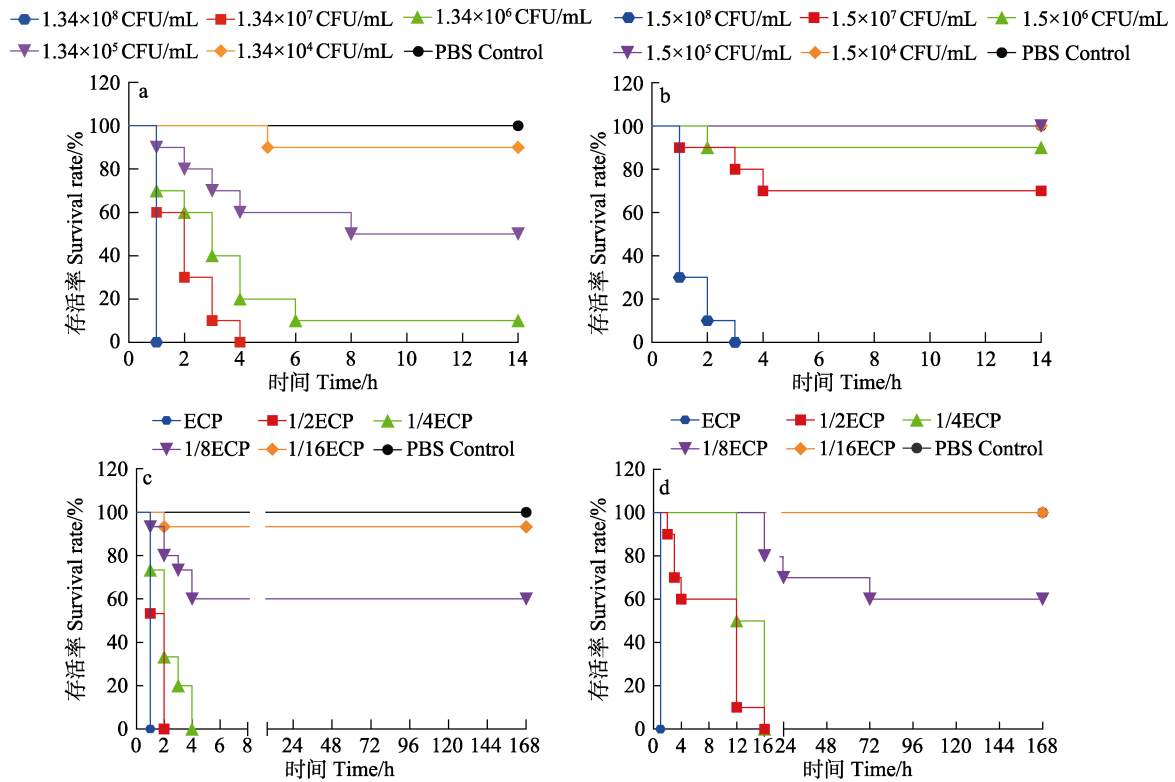 1.34×10⁸ CFU/mL 1.34×10⁷ CFU/mL 1.34×10⁶ CFU/mL
1.34×10⁵ CFU/mL 1.34×10⁴ CFU/mL PBS Control
120
100
80
60
40
20
0
存活率 Survival rate/%
a
0 2 4 6 8 10 12 14
时间 Time/h
1.5×10⁸ CFU/mL 1.5×10⁷ CFU/mL 1.5×10⁶ CFU/mL
1.5×10⁵ CFU/mL 1.5×10⁴ CFU/mL PBS Control
120
100
80
60
40
20
0
存活率 Survival rate/%
b
0 2 4 6 8 10 12 14
时间 Time/h
ECP 1/2ECP 1/4ECP
1/8ECP 1/16ECP PBS Control
120
100
80
60
40
20
0
存活率 Survival rate/%
c
0 2 4 6 8 24 48 72 96 120 144 168
时间 Time/h
ECP 1/2ECP 1/4ECP
1/8ECP 1/16ECP PBS Control
120
100
80
60
40
20
0
存活率 Survival rate/%
d
0 4 8 12 16 24 48 72 96 120 144 168
时间 Time/h